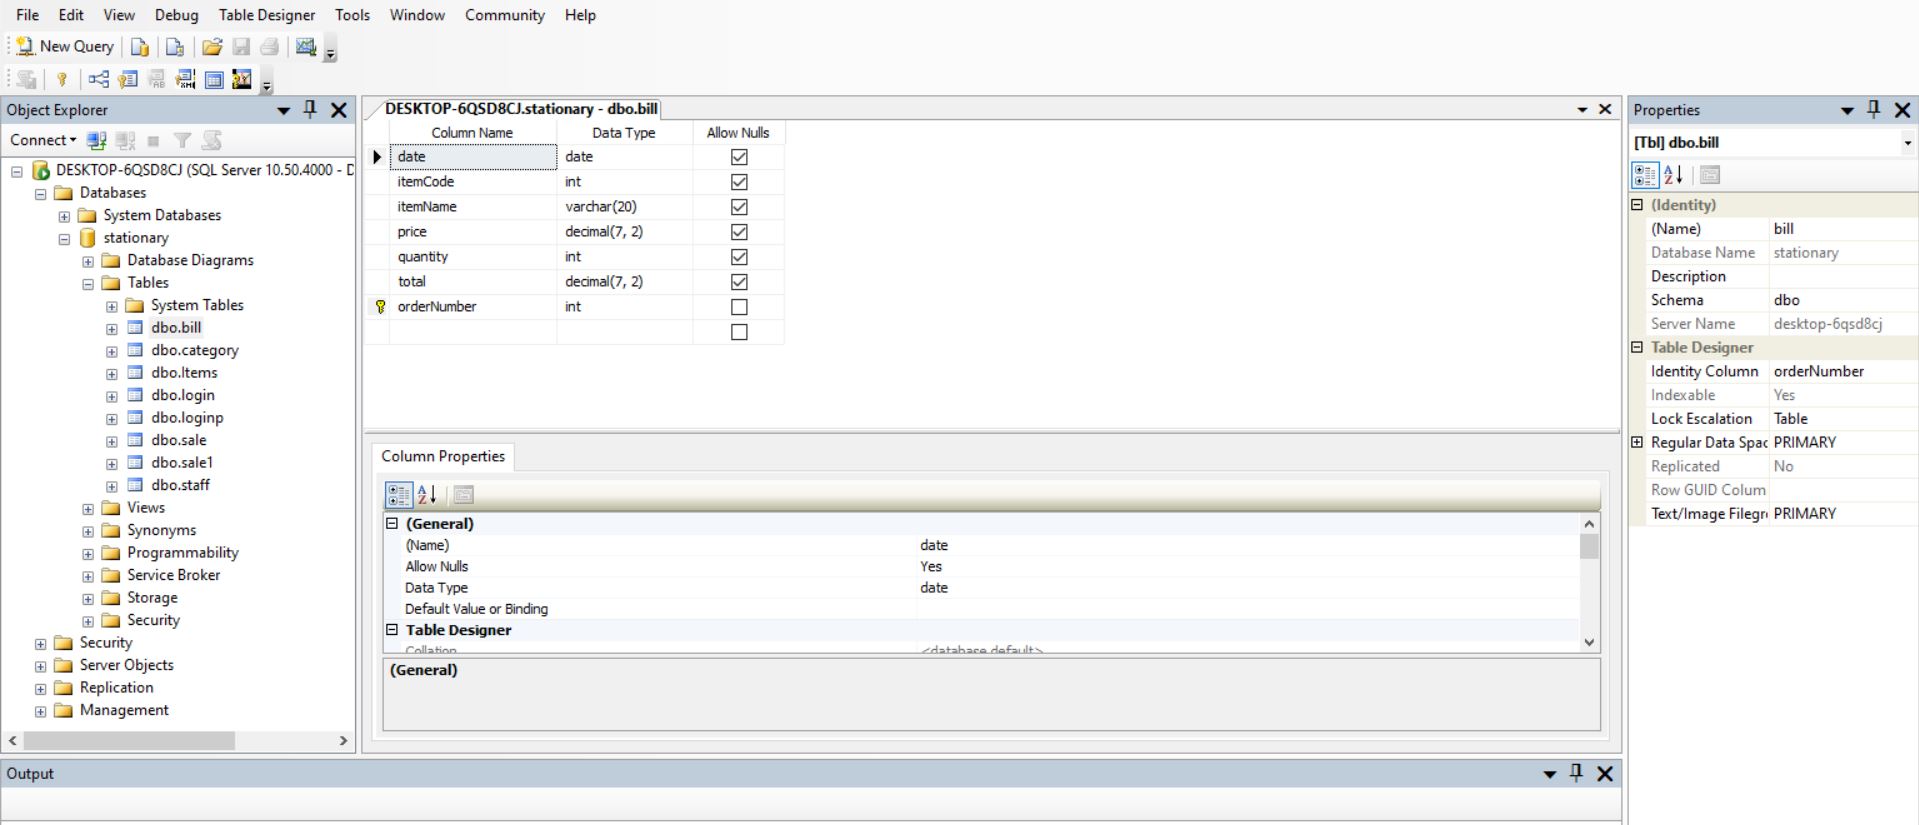 File Edit View Debug Table Designer Tools Window Community Help
New Query
Object Explorer
Connect
DESKTOP-6QSD8CJ (SQL Server 10.50.4000 - D
Databases
System Databases
stationary
Database Diagrams
Tables
System Tables
dbo.bill
dbo.category
dbo.Items
dbo.login
dbo.loginp
dbo.sale
dbo.sale1
dbo.staff
Views
Synonyms
Programmability
Service Broker
Storage
Security
Security
Server Objects
Replication
Management
DESKTOP-6QSD8CJ.stationary - dbo.bill
Column Name Data Type Allow Nulls
date date
itemCode int
itemName varchar(20)
price decimal(7, 2)
quantity int
total decimal(7, 2)
orderNumber int
Column Properties
(General)
(Name) date
Allow Nulls Yes
Data Type date
Default Value or Binding
Table Designer
Collation <database default>
(General)
Properties
[Tbl] dbo.bill
(Identity)
(Name) bill
Database Name stationary
Description
Schema dbo
Server Name desktop-6qsd8cj
Table Designer
Identity Column orderNumber
Indexable Yes
Lock Escalation Table
Regular Data Spac PRIMARY
Replicated No
Row GUID Colum
Text/Image Filegr PRIMARY
Output